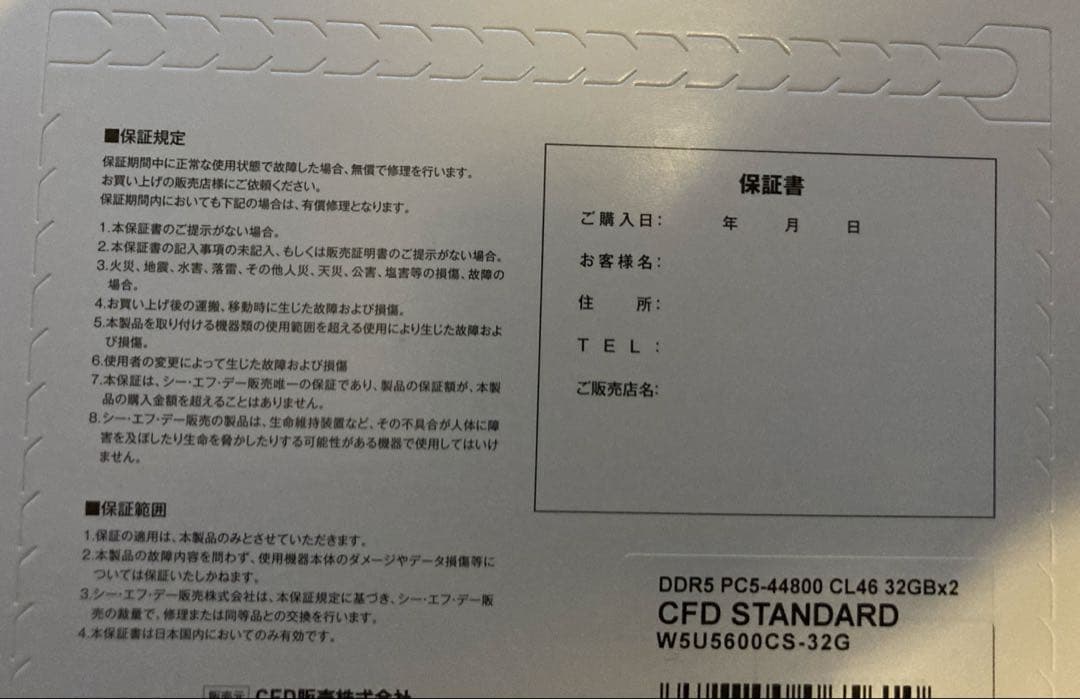 ■保証規定
保証期間中に正常な使用状態で故障した場合、無償で修理を行います。
お買い上げの販売店様にご依頼ください。
保証期間内においても下記の場合は、有償修理となります。
1.本保証書のご提示がない場合。
2.本保証書の記入事項の未記入、もしくは販売証明書のご提示がない場合。
3.火災、地震、水害、落雷、その他人災、天災、公害、塩害等の損傷、故障の
場合。
4.お買い上げ後の運搬、移動時に生じた故障および損傷。
5.本製品を取り付ける機器類の使用範囲を超える使用により生じた故障およ
び損傷。
6.使用者の変更によって生じた故障および損傷
7.本保証は、シー・エフ・デー販売唯一の保証であり、製品の保証額が、本製
品の購入金額を超えることはありません。
8.シー・エフ・デー販売の製品は、生命維持装置など、その不具合が人体に障
害を及ぼしたり生命を脅かしたりする可能性がある機器で使用してはいけ
ません。
■保証範囲
1.保証の適用は、本製品のみとさせていただきます。
2.本製品の故障内容を問わず、使用機器本体のダメージやデータ損傷等に
ついては保証いたしかねます。
3.シー・エフ・デー販売株式会社は、本保証規定に基づき、シー・エフ・デー販
売の裁量で、修理または同等品との交換を行います。
4.本保証書は日本国内においてのみ有効です。
販売元 CFD販売株式会社
保証書
ご購入日: 年 月 日
お客様名:
住 所:
TEL:
ご販売店名:
DDR5 PC5-44800 CL46 32GBx2
CFD STANDARD
W5U5600CS-32G